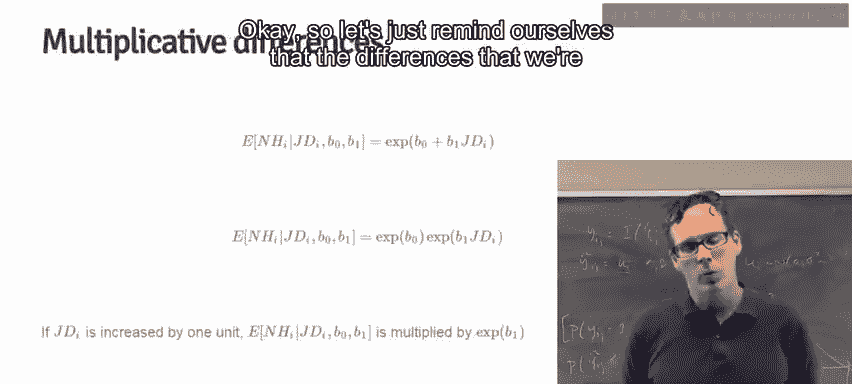 Multiplicative differences
Okay, so let's just remind ourselves
that the differences that we're
E[NH_i|JD_i, b_0, b_1] = exp(b_0 + b_1 JD_i)
E[NH_i|JD_i, b_0, b_1] = exp(b_0) exp(b_1 JD_i)
If JD_i is increased by one unit, E[NH_i|JD_i, b_0, b_1] is multiplied by exp(b_1)